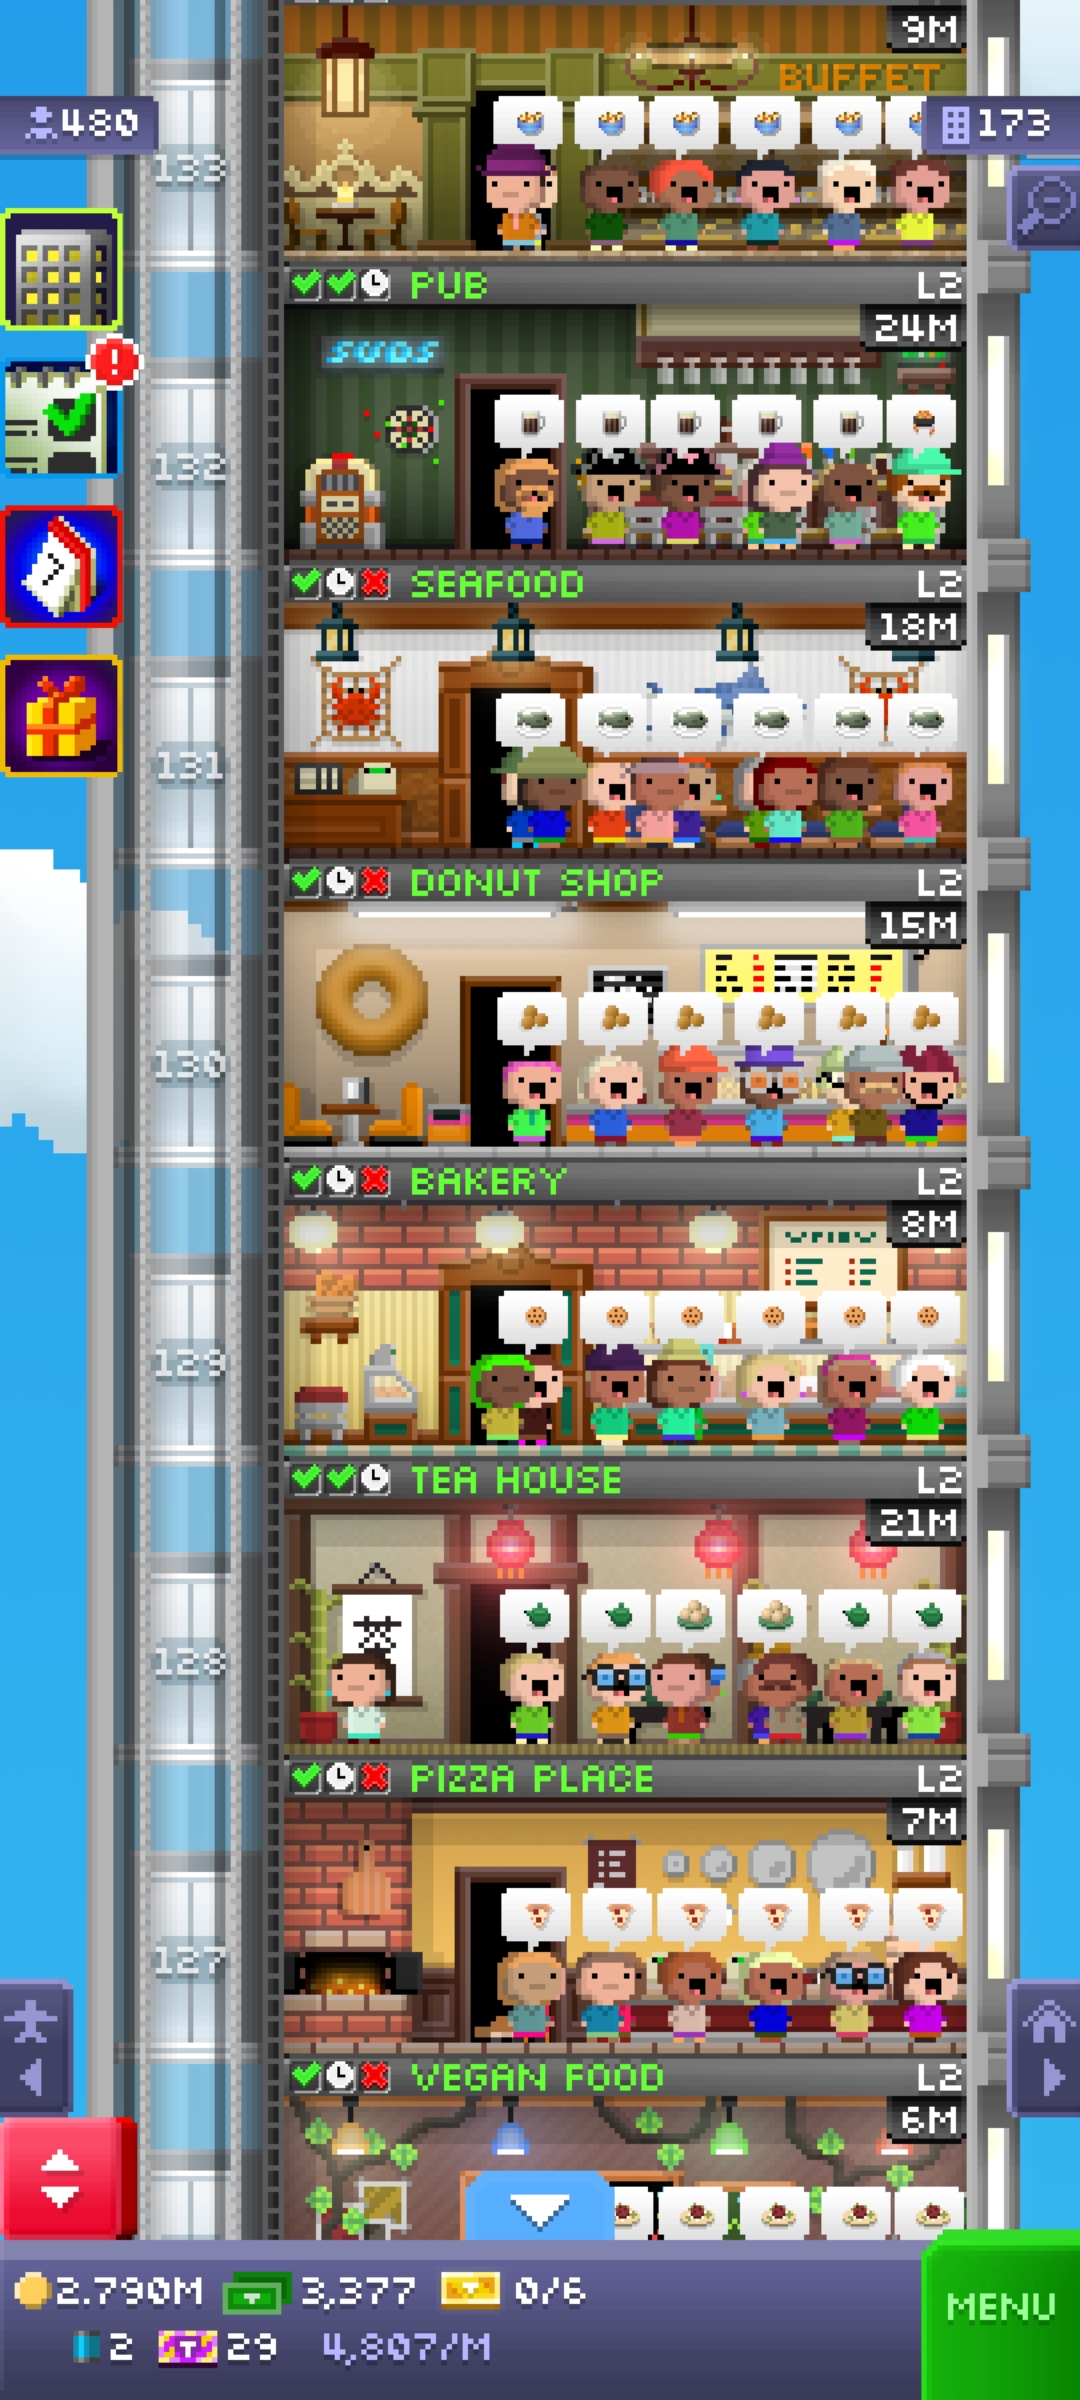 9M
BUFFET
480
173
133
PUB L2
24M
SUDS
132
SEAFOOD L2
18M
131
DONUT SHOP L2
15M
130
BAKERY L2
8M
129
TEA HOUSE L2
21M
128
PIZZA PLACE L2
7M
127
VEGAN FOOD L2
6M
2.790M 3,377 0/6
MENU
2 29 4,807/M